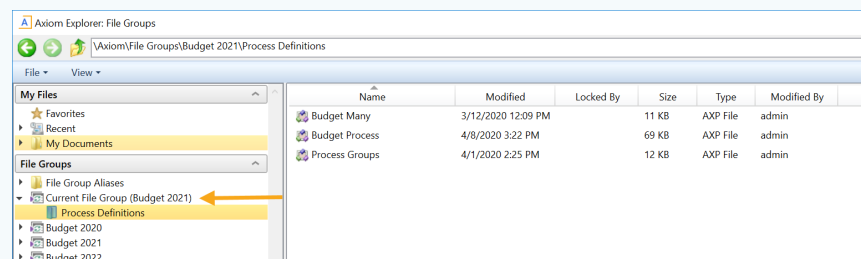 Axiom Explorer: File Groups
\Axiom\File Groups\Budget 2021\Process Definitions
File View
My Files
Favorites
Recent
My Documents
File Groups
File Group Aliases
Current File Group (Budget 2021)
Process Definitions
Budget 2020
Budget 2021
Budget 2022
Name Modified Locked By Size Type Modified By
Budget Many 3/12/2020 12:09 PM 11 KB AXP File admin
Budget Process 4/8/2020 3:22 PM 69 KB AXP File admin
Process Groups 4/1/2020 2:25 PM 12 KB AXP File admin